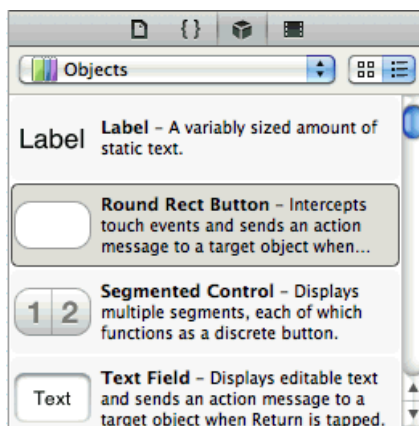 { }
Objects
Label
Label – A variably sized amount of
static text.
Round Rect Button – Intercepts
touch events and sends an action
message to a target object when...
1 2
Segmented Control – Displays
multiple segments, each of which
functions as a discrete button.
Text
Text Field – Displays editable text
and sends an action message to a
target object when Return is tapped.